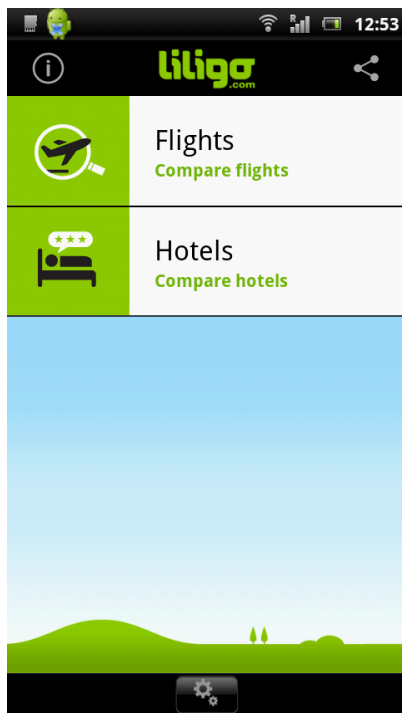 R
12:53
i
liligo
.com
Flights
Compare flights
Hotels
Compare hotels